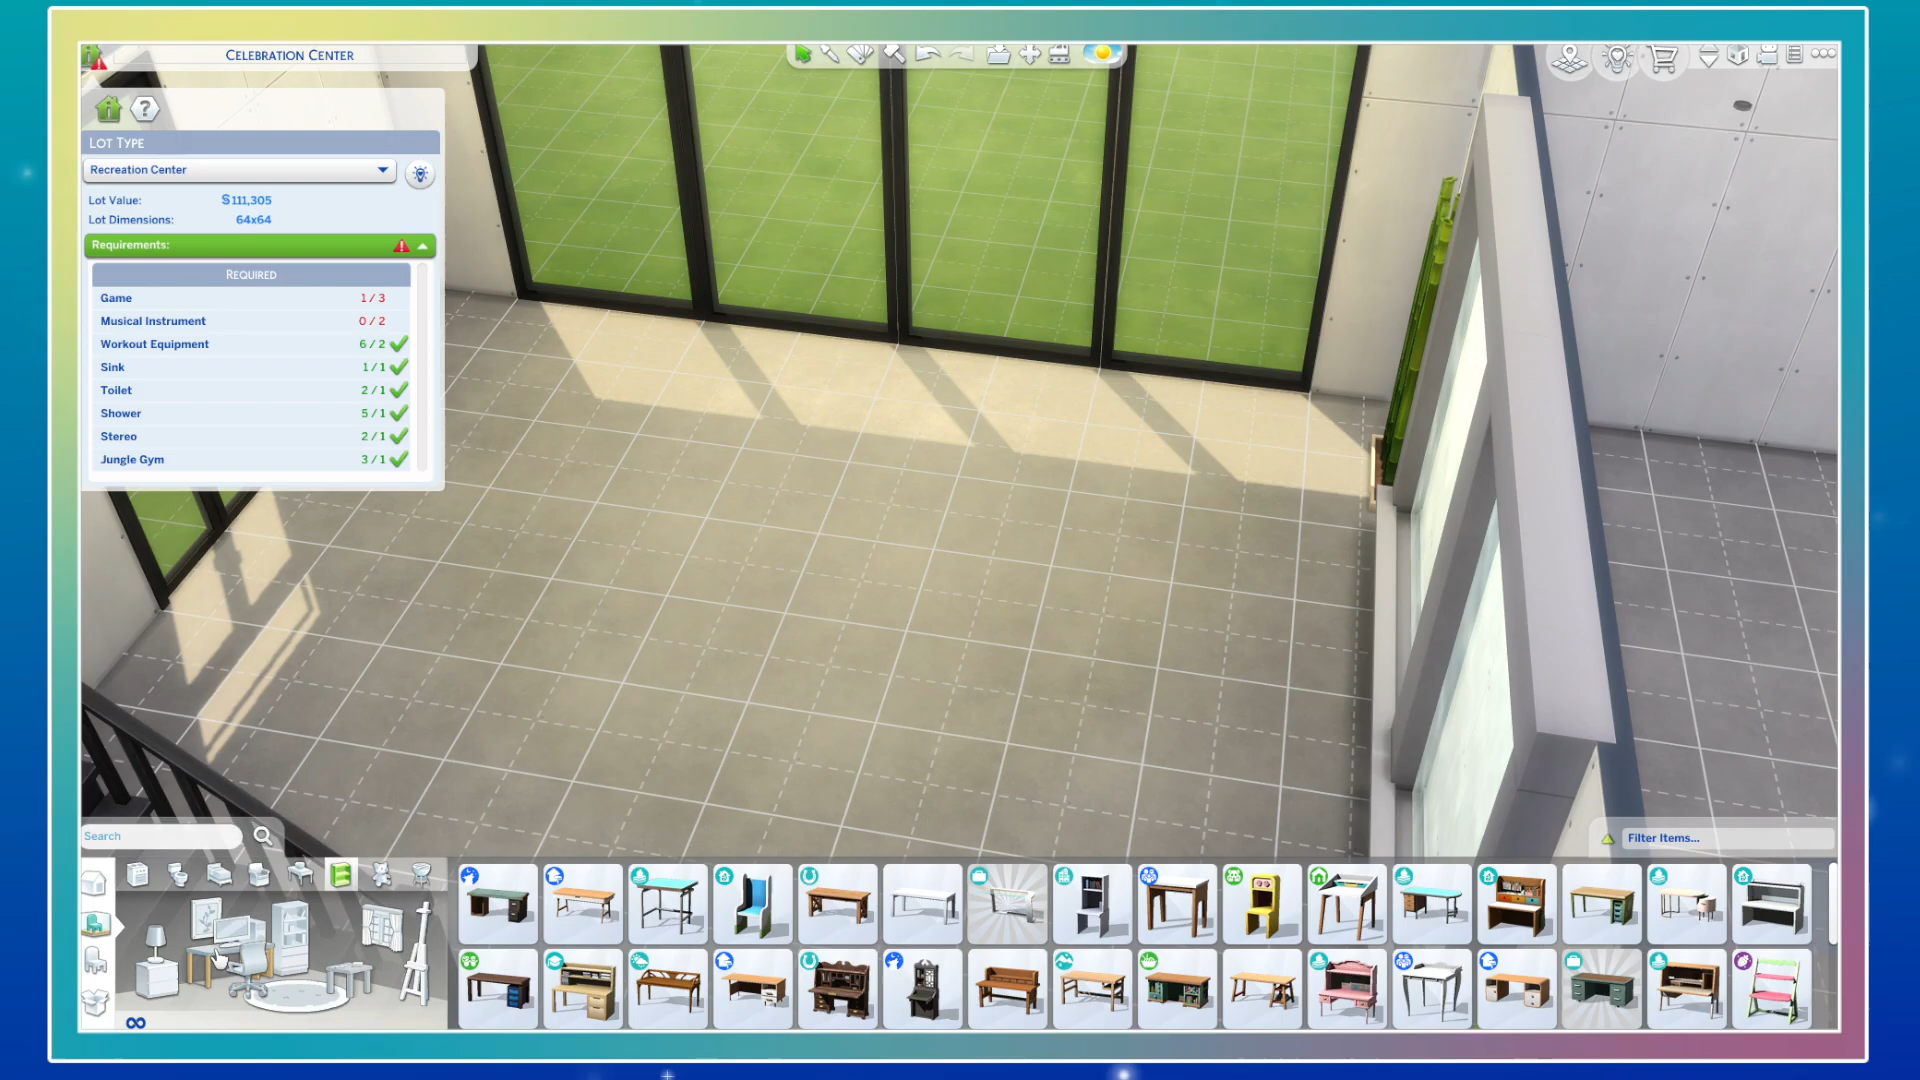 CELEBRATION CENTER
LOT TYPE
Recreation Center
Lot Value: $111,305
Lot Dimensions: 64x64
Requirements:
REQUIRED
Game 1 / 3
Musical Instrument 0 / 2
Workout Equipment 6 / 2
Sink 1 / 1
Toilet 2 / 1
Shower 5 / 1
Stereo 2 / 1
Jungle Gym 3 / 1
Search
Filter Items...